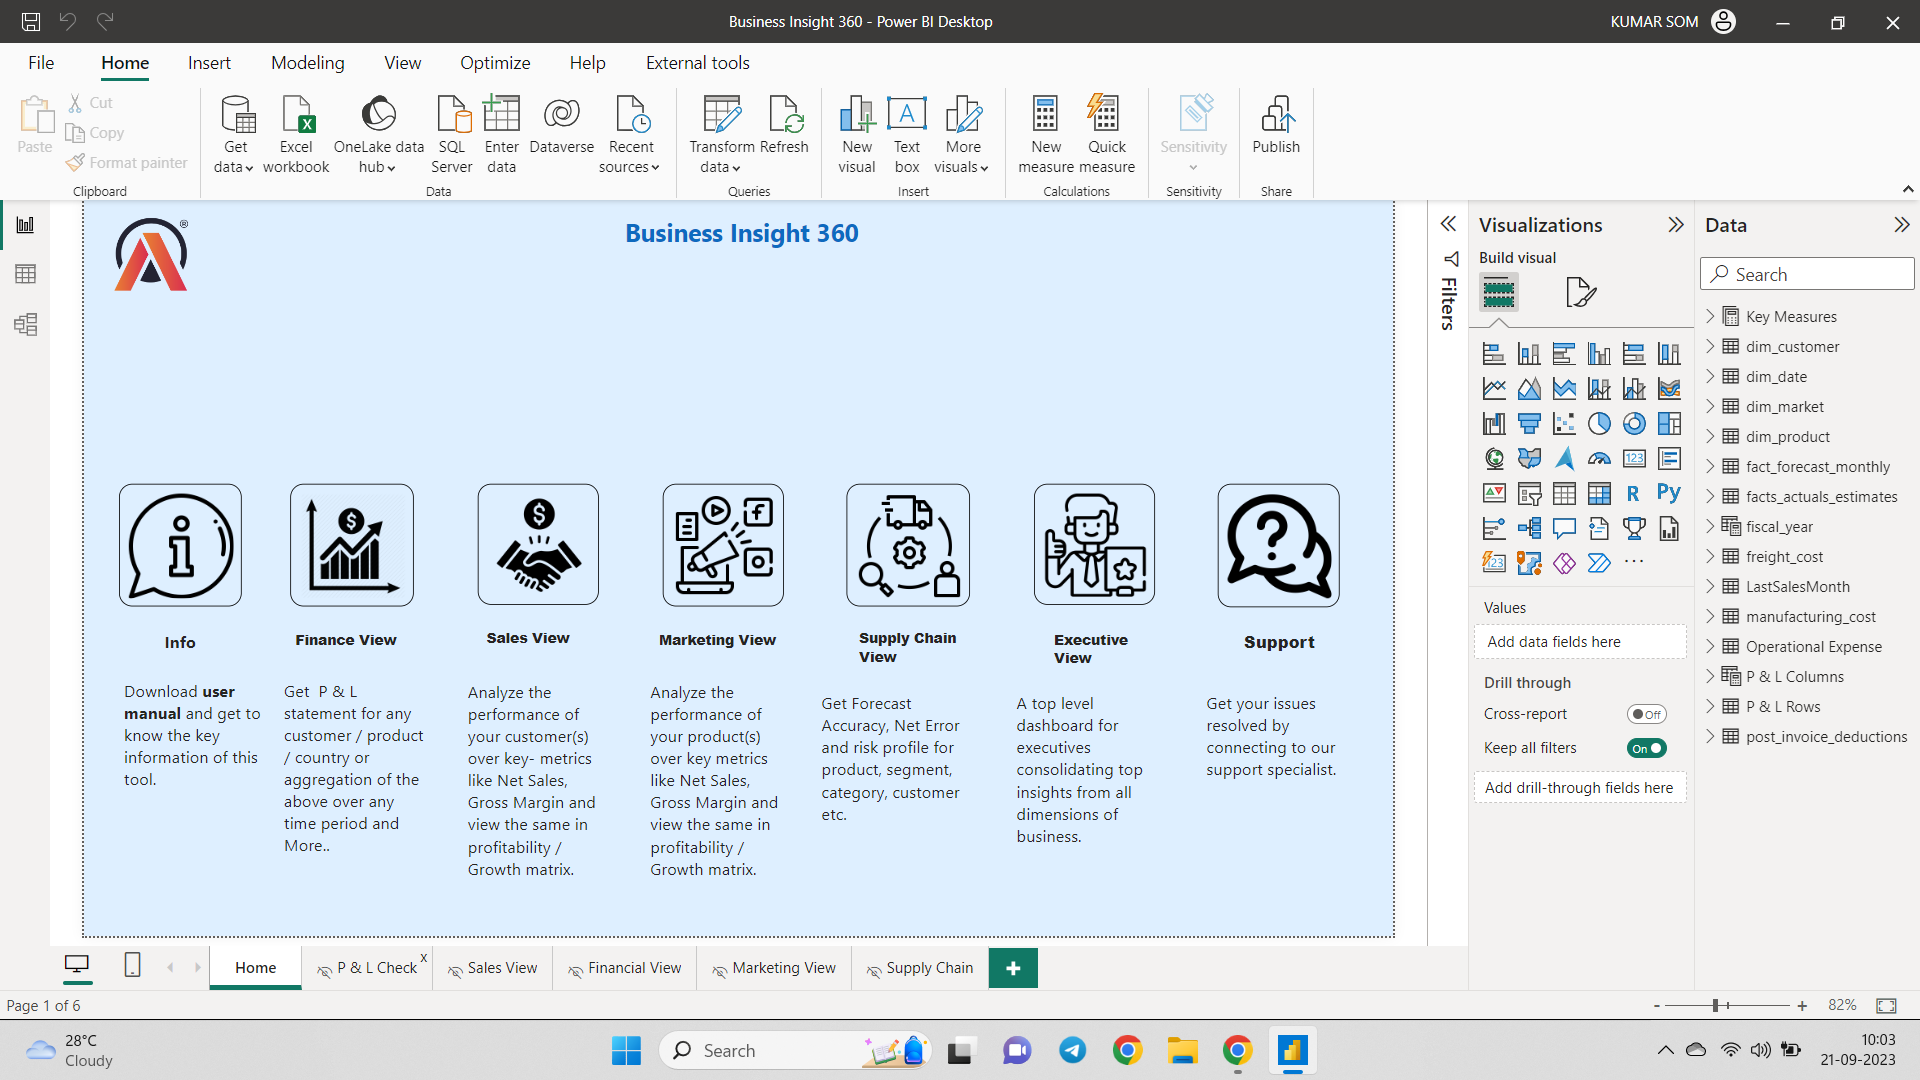 Business Insight 360 - Power BI Desktop
KUMAR SOM
File Home Insert Modeling View Optimize Help External tools
Paste
Cut
Copy
Format painter
Clipboard
Get data
Excel workbook
OneLake data hub
SQL Server
Enter data
Dataverse
Recent sources
Data
Transform data
Refresh
Queries
New visual
Text box
More visuals
Insert
New measure
Quick measure
Calculations
Sensitivity
Sensitivity
Publish
Share
Business Insight 360
Info
Download user
manual and get to
know the key
information of this
tool.
Finance View
Get P & L
statement for any
customer / product
/ country or
aggregation of the
above over any
time period and
More..
Sales View
Analyze the
performance of
your customer(s)
over key- metrics
like Net Sales,
Gross Margin and
view the same in
profitability /
Growth matrix.
Marketing View
Analyze the
performance of
your product(s)
over key metrics
like Net Sales,
Gross Margin and
view the same in
profitability /
Growth matrix.
Supply Chain
View
Get Forecast
Accuracy, Net Error
and risk profile for
product, segment,
category, customer
etc.
Executive
View
A top level
dashboard for
executives
consolidating top
insights from all
dimensions of
business.
Support
Get your issues
resolved by
connecting to our
support specialist.
Filters
Visualizations
Build visual
R Py
123
123
Values
Add data fields here
Drill through
Cross-report Off
Keep all filters On
Add drill-through fields here
Data
Search
Key Measures
dim_customer
dim_date
dim_market
dim_product
fact_forecast_monthly
facts_actuals_estimates
fiscal_year
freight_cost
LastSalesMonth
manufacturing_cost
Operational Expense
P & L Columns
P & L Rows
post_invoice_deductions
Home P & L Check x Sales View Financial View Marketing View Supply Chain +
Page 1 of 6
- + 82%
28°C
Cloudy
Search
10:03
21-09-2023